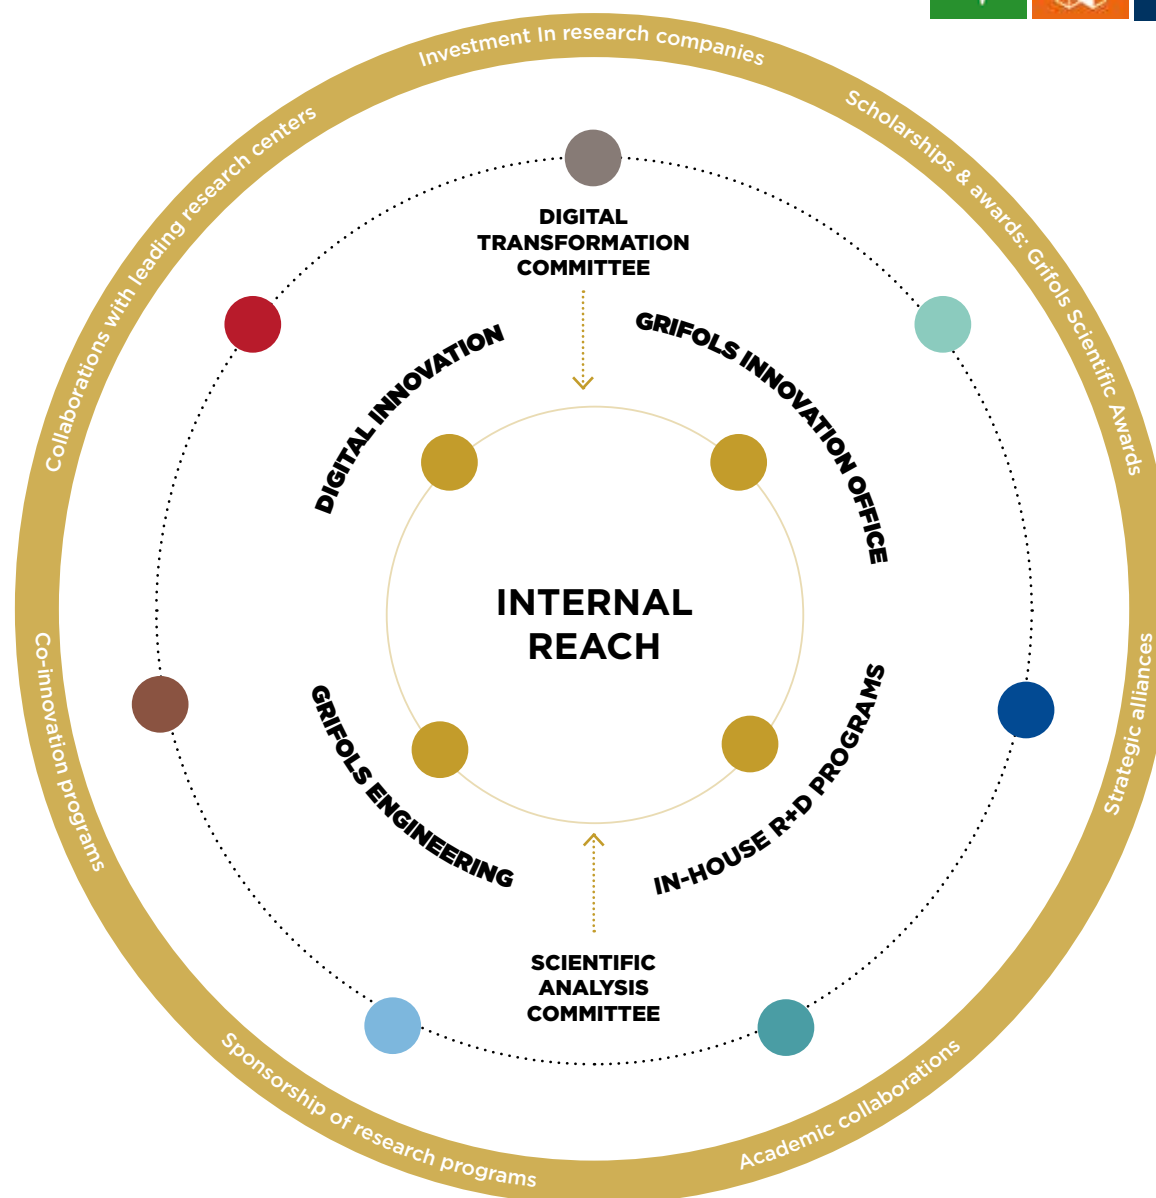 Investment In research companies
Scholarships & awards: Grifols Scientific Awards
Strategic alliances
Academic collaborations
Sponsorship of research programs
Co-innovation programs
Collaborations with leading research centers
DIGITAL
TRANSFORMATION
COMMITTEE
DIGITAL INNOVATION
GRIFOLS INNOVATION OFFICE
INTERNAL
REACH
GRIFOLS ENGINEERING
IN-HOUSE R+D PROGRAMS
SCIENTIFIC
ANALYSIS
COMMITTEE